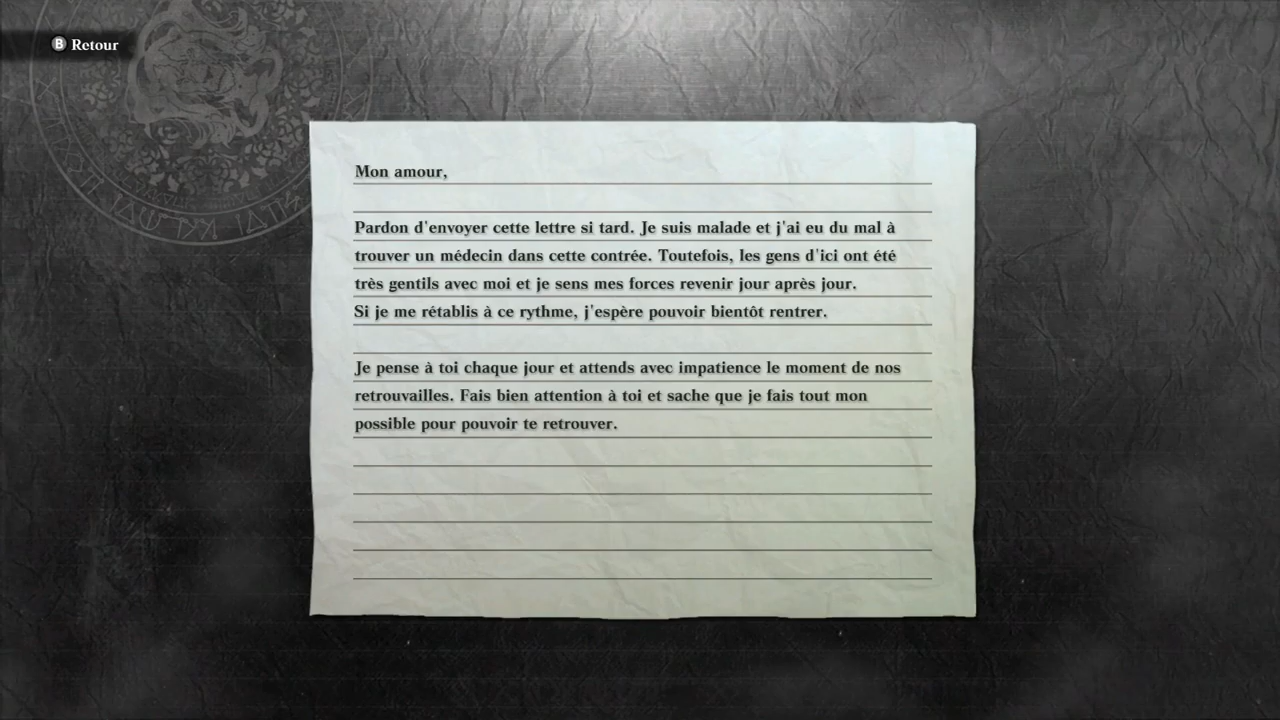 B Retour
Mon amour,
Pardon d'envoyer cette lettre si tard. Je suis malade et j'ai eu du mal à
trouver un médecin dans cette contrée. Toutefois, les gens d'ici ont été
très gentils avec moi et je sens mes forces revenir jour après jour.
Si je me rétablis à ce rythme, j'espère pouvoir bientôt rentrer.
Je pense à toi chaque jour et attends avec impatience le moment de nos
retrouvailles. Fais bien attention à toi et sache que je fais tout mon
possible pour pouvoir te retrouver.